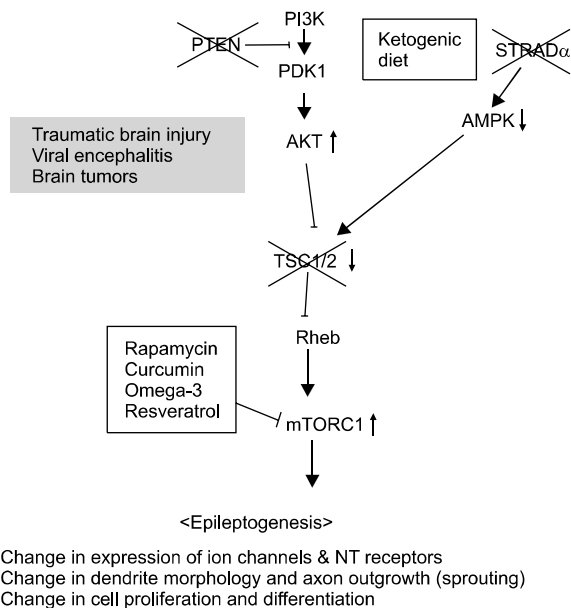 PI3K
PTEN
PDK1
Ketogenic
diet
STRADα
AMPK
Traumatic brain injury
Viral encephalitis
Brain tumors
AKT
TSC1/2
Rheb
Rapamycin
Curcumin
Omega-3
Resveratrol
mTORC1
<Epileptogenesis>
Change in expression of ion channels & NT receptors
Change in dendrite morphology and axon outgrowth (sprouting)
Change in cell proliferation and differentiation